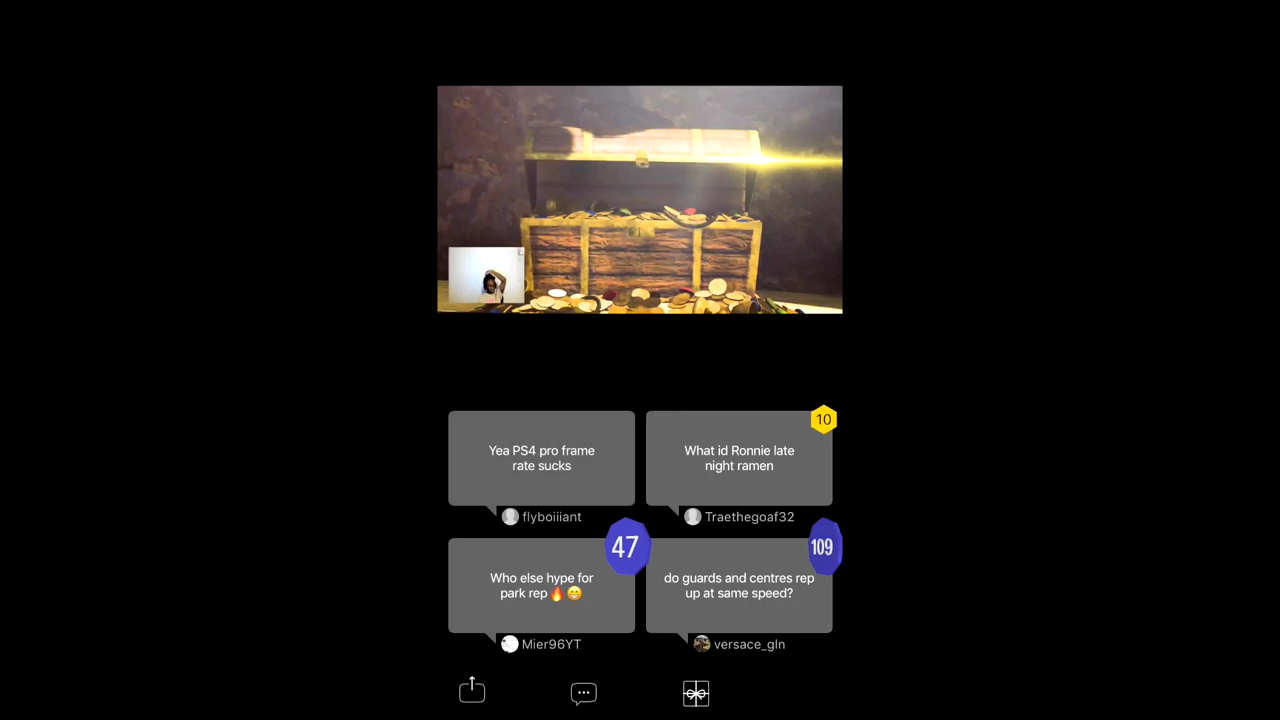 10
Yea PS4 pro frame
rate sucks
What id Ronnie late
night ramen
flyboiiiant
Traethegoaf32
47
109
Who else hype for
park rep🔥😁
do guards and centres rep
up at same speed?
Mier96YT
versace_gln